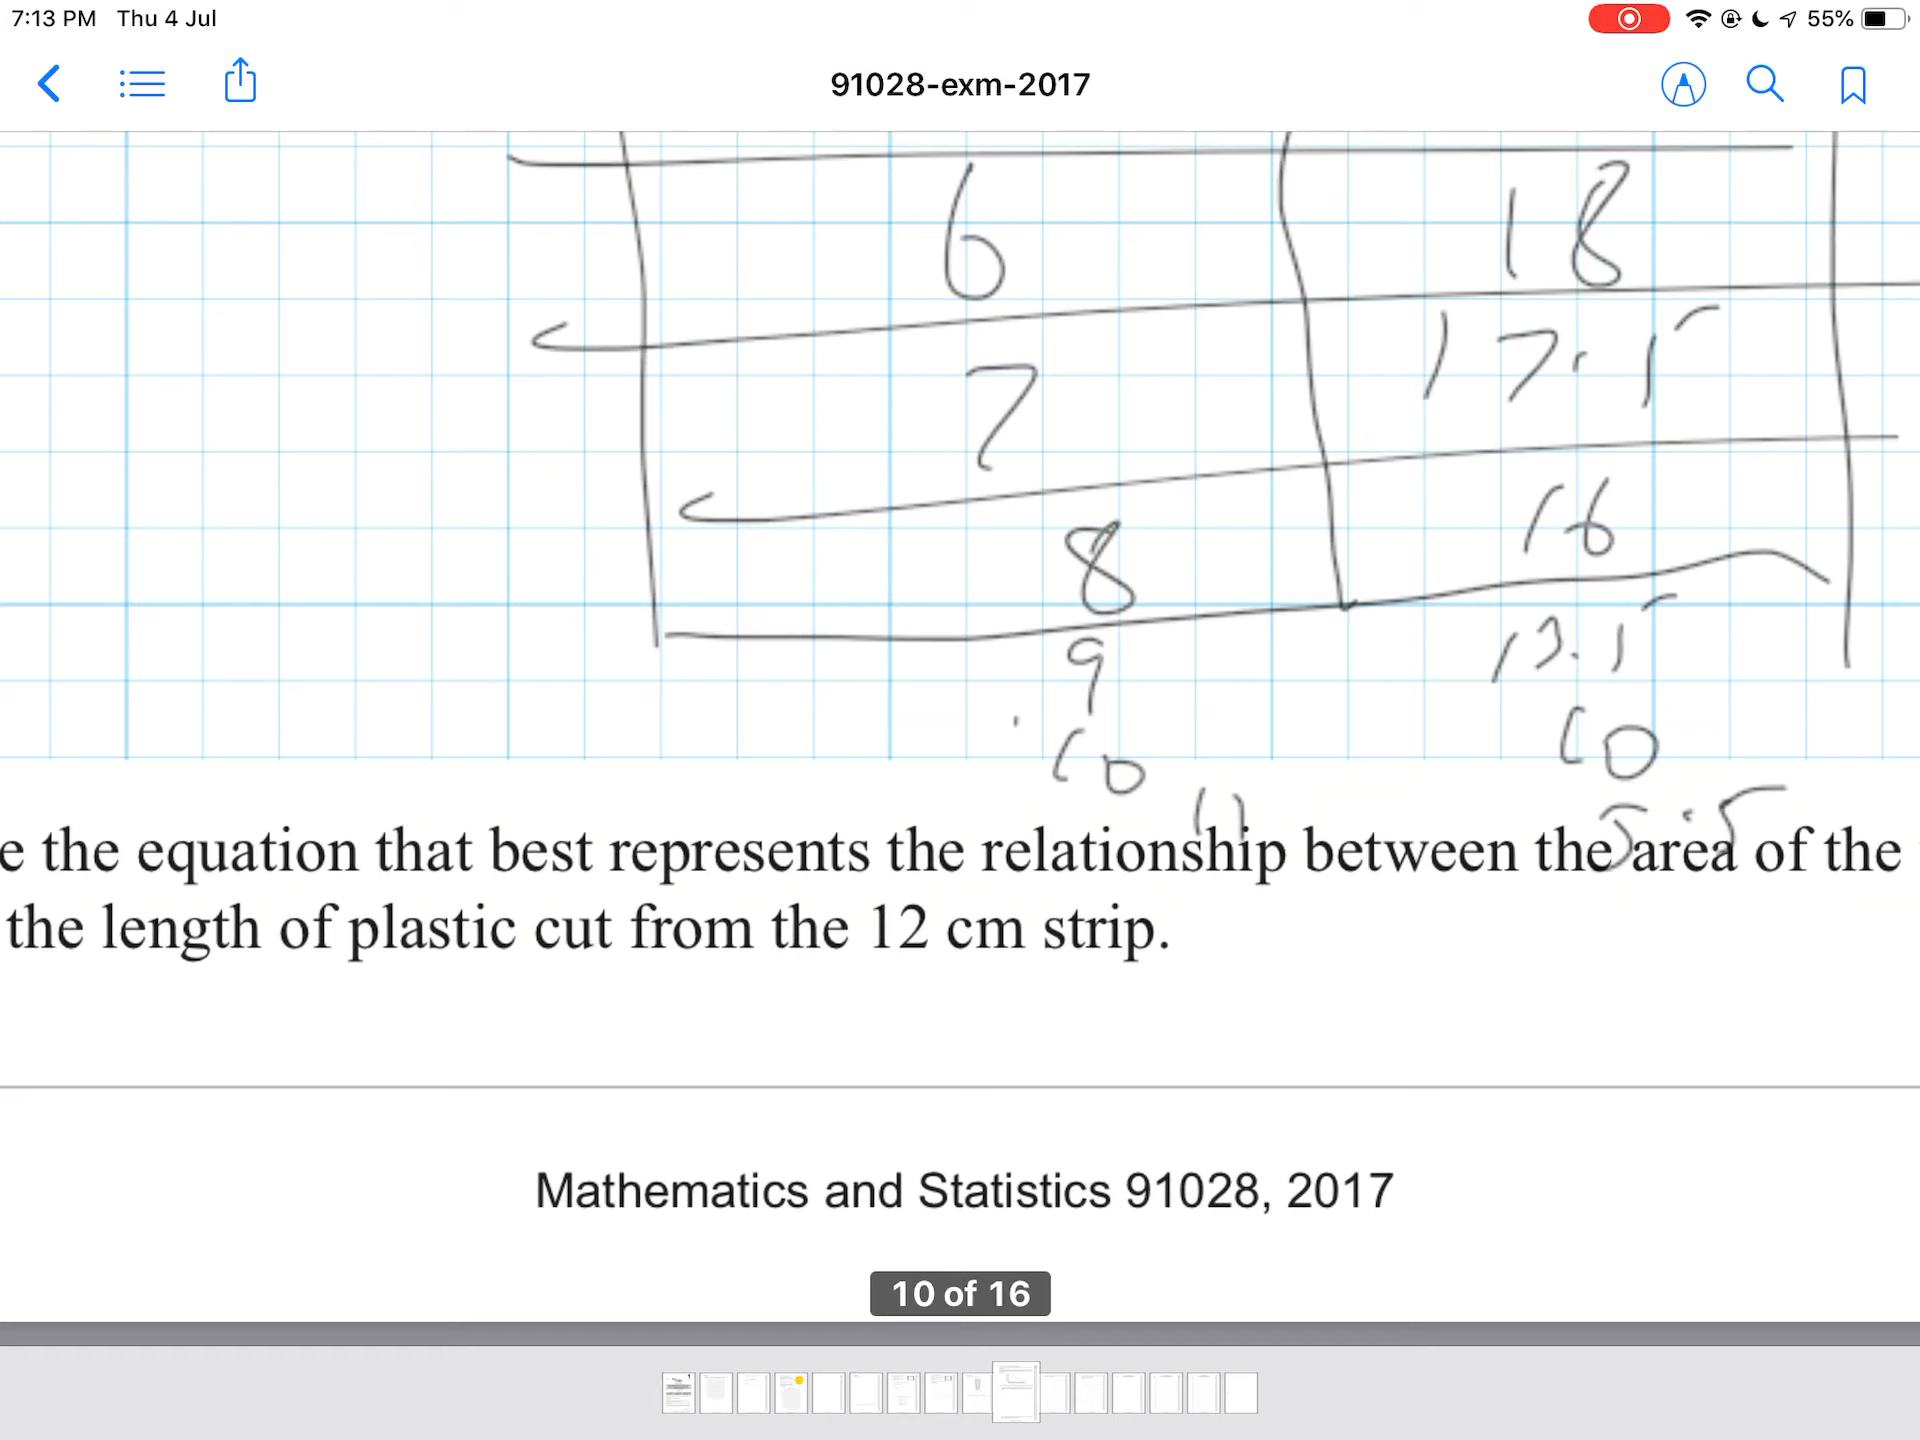 7:13 PM Thu 4 Jul 55%
91028-exm-2017
6 18
7 17.5
8 16
9 13.5
10 10
11 5.5
e the equation that best represents the relationship between the area of the
the length of plastic cut from the 12 cm strip.
Mathematics and Statistics 91028, 2017
10 of 16